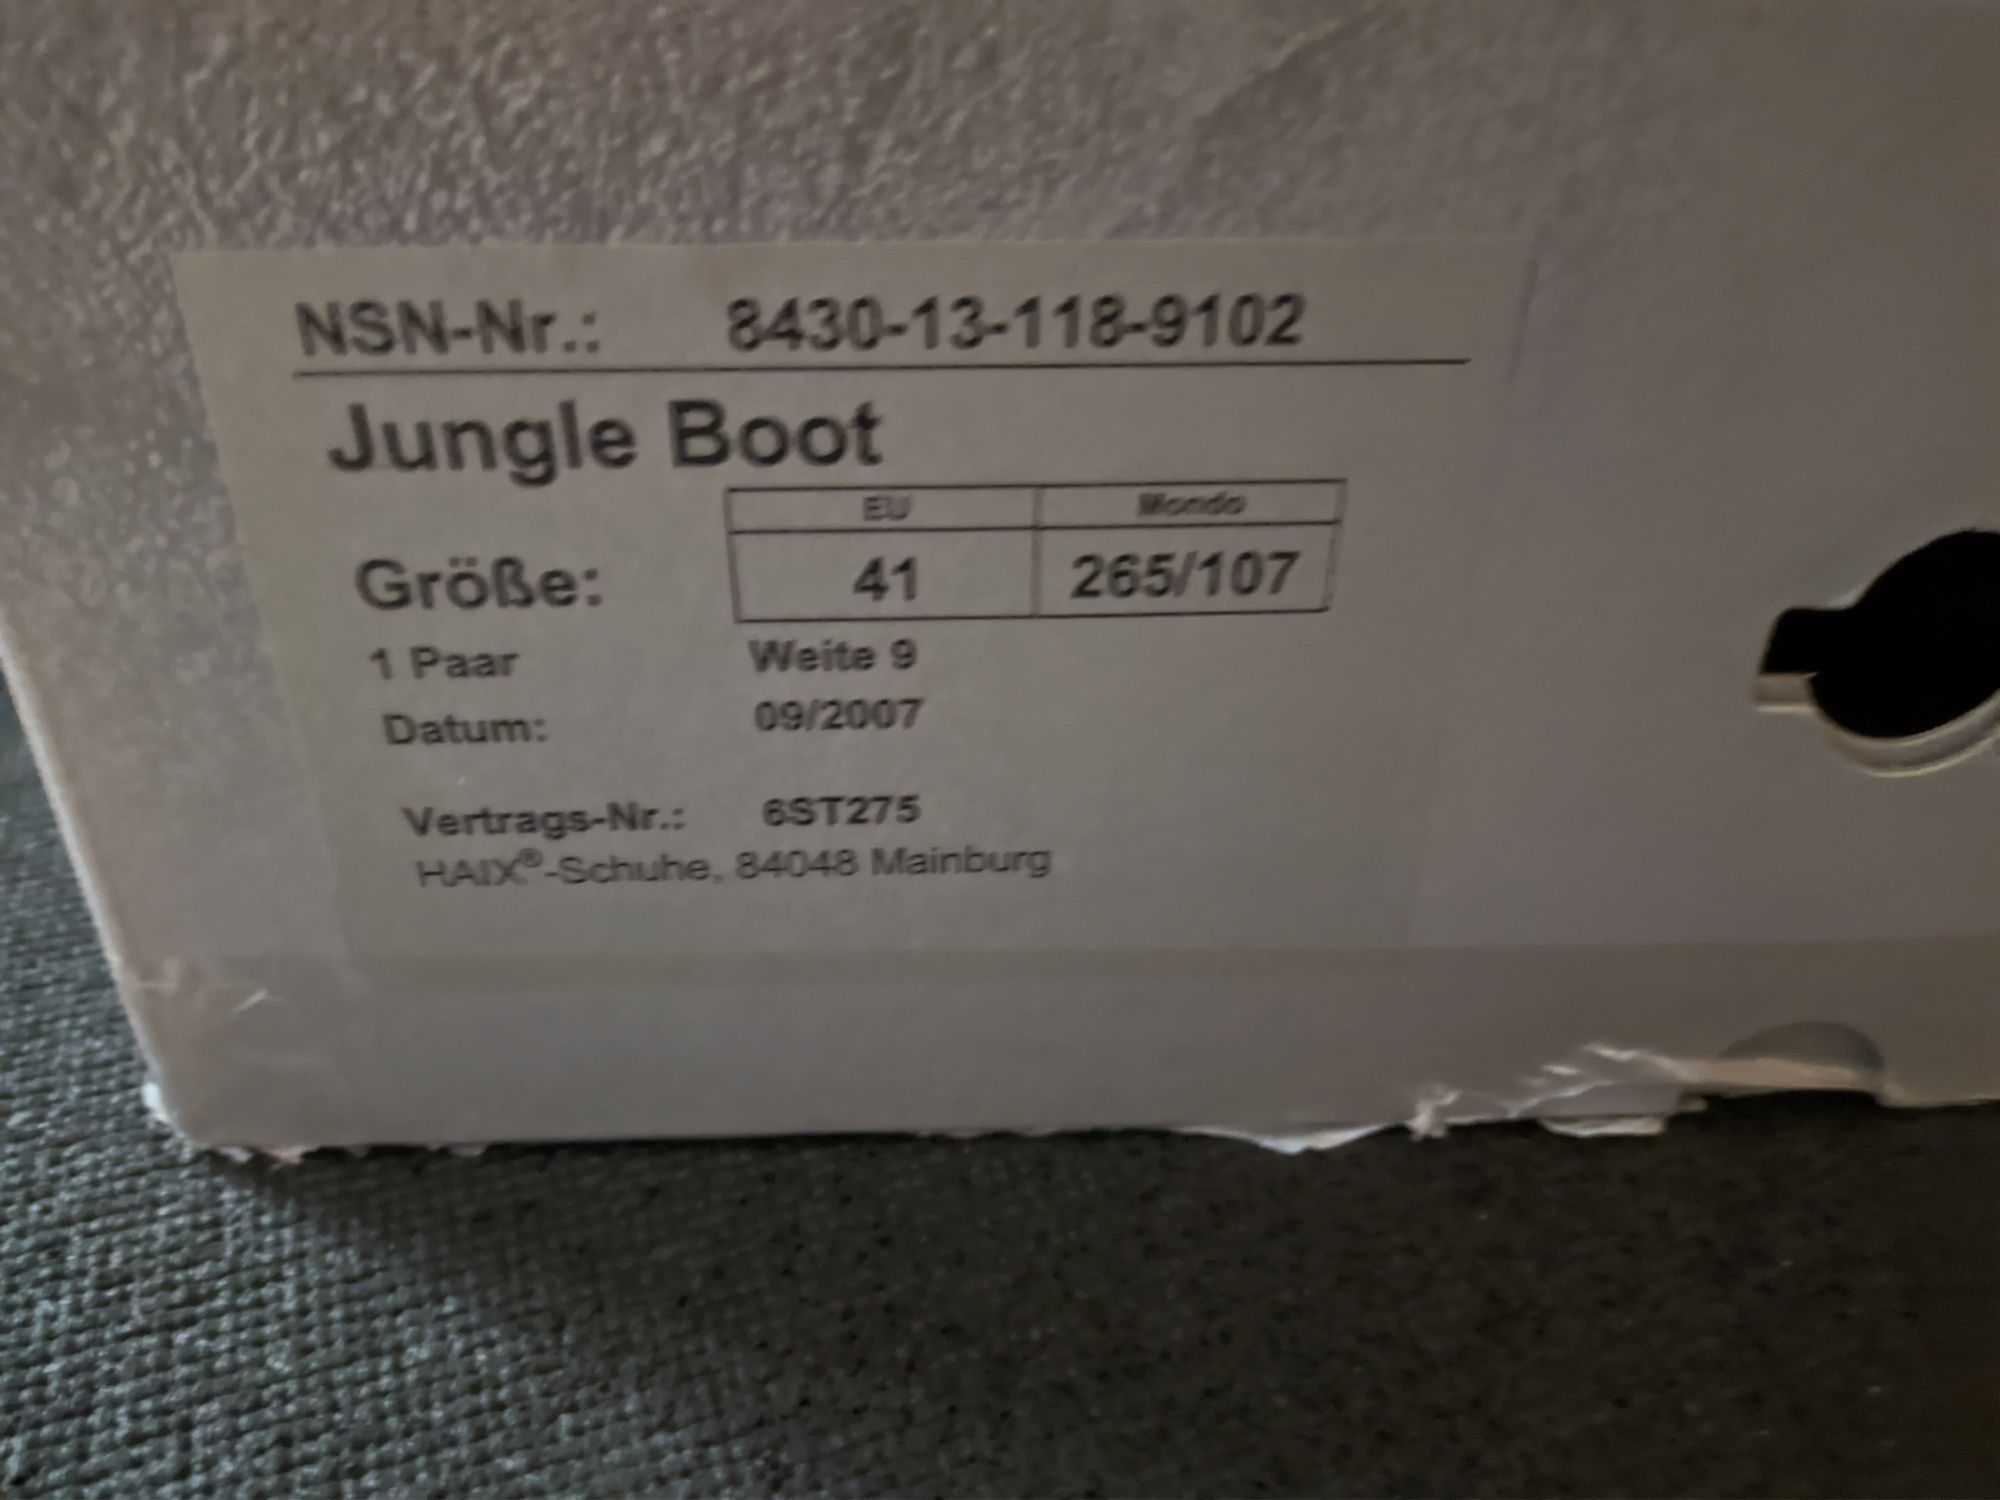 NSN-Nr.: 8430-13-118-9102
Jungle Boot
EU Mondo
Größe: 41 265/107
1 Paar Weite 9
Datum: 09/2007
Vertrags-Nr.: 6ST275
HAIX®-Schuhe, 84048 Mainburg